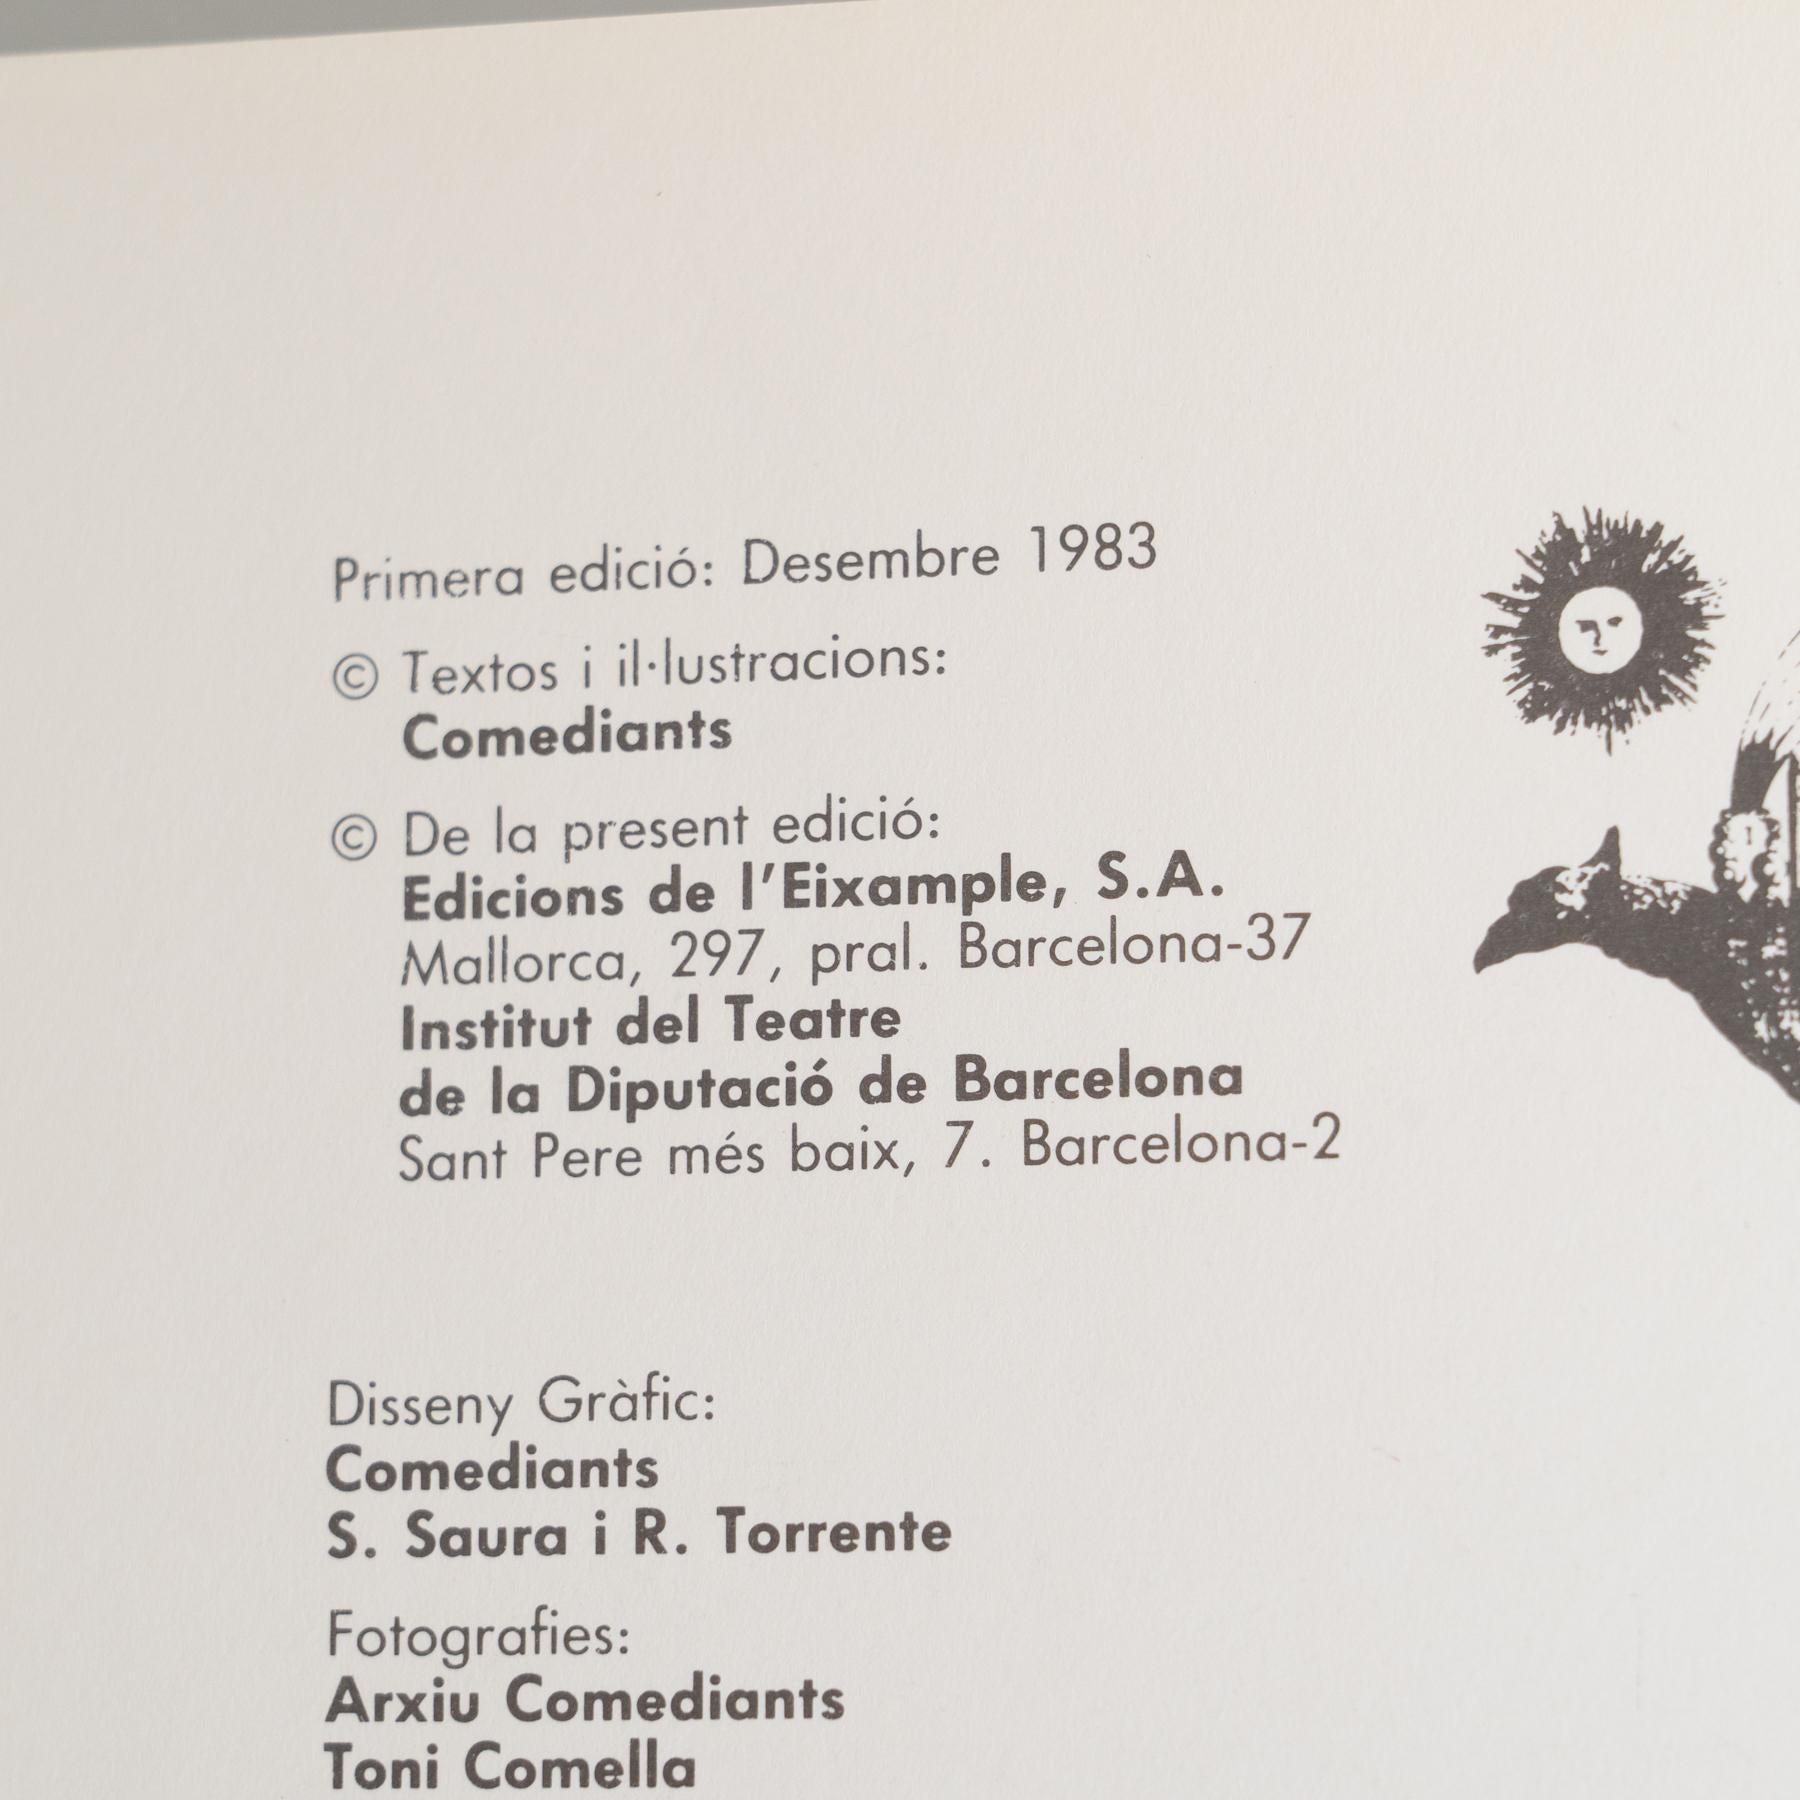 Primera edició: Desembre 1983
© Textos i il·lustracions:
Comediants
© De la present edició:
Edicions de l'Eixample, S.A.
Mallorca, 297, pral. Barcelona-37
Institut del Teatre
de la Diputació de Barcelona
Sant Pere més baix, 7. Barcelona-2
Disseny Gràfic:
Comediants
S. Saura i R. Torrente
Fotografies:
Arxiu Comediants
Toni Comella